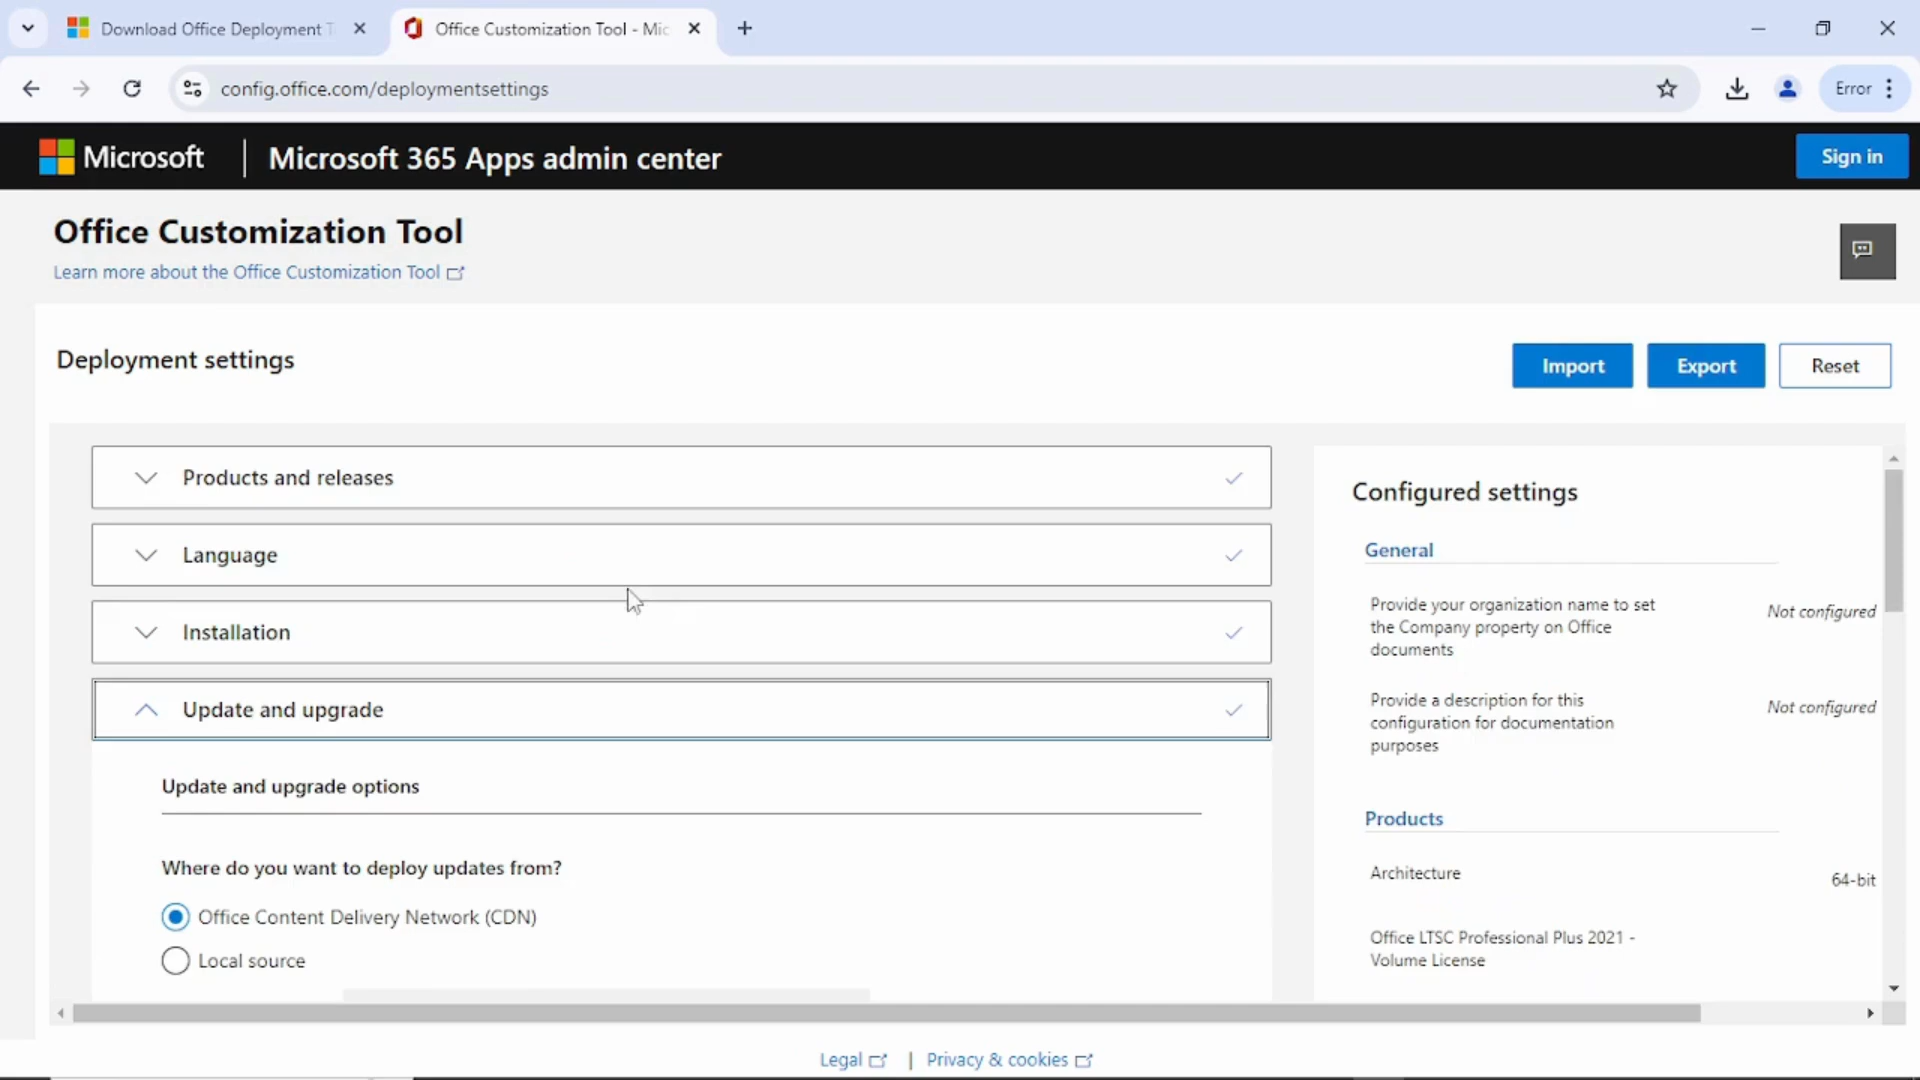 Download Office Deployment T
Office Customization Tool - Mic
config.office.com/deploymentsettings
Error
Microsoft
Microsoft 365 Apps admin center
Sign in
Office Customization Tool
Learn more about the Office Customization Tool
Deployment settings
Import
Export
Reset
Products and releases
Language
Installation
Update and upgrade
Update and upgrade options
Where do you want to deploy updates from?
Office Content Delivery Network (CDN)
Local source
Configured settings
General
Provide your organization name to set
the Company property on Office
documents
Not configured
Provide a description for this
configuration for documentation
purposes
Not configured
Products
Architecture
64-bit
Office LTSC Professional Plus 2021 -
Volume License
Legal | Privacy & cookies